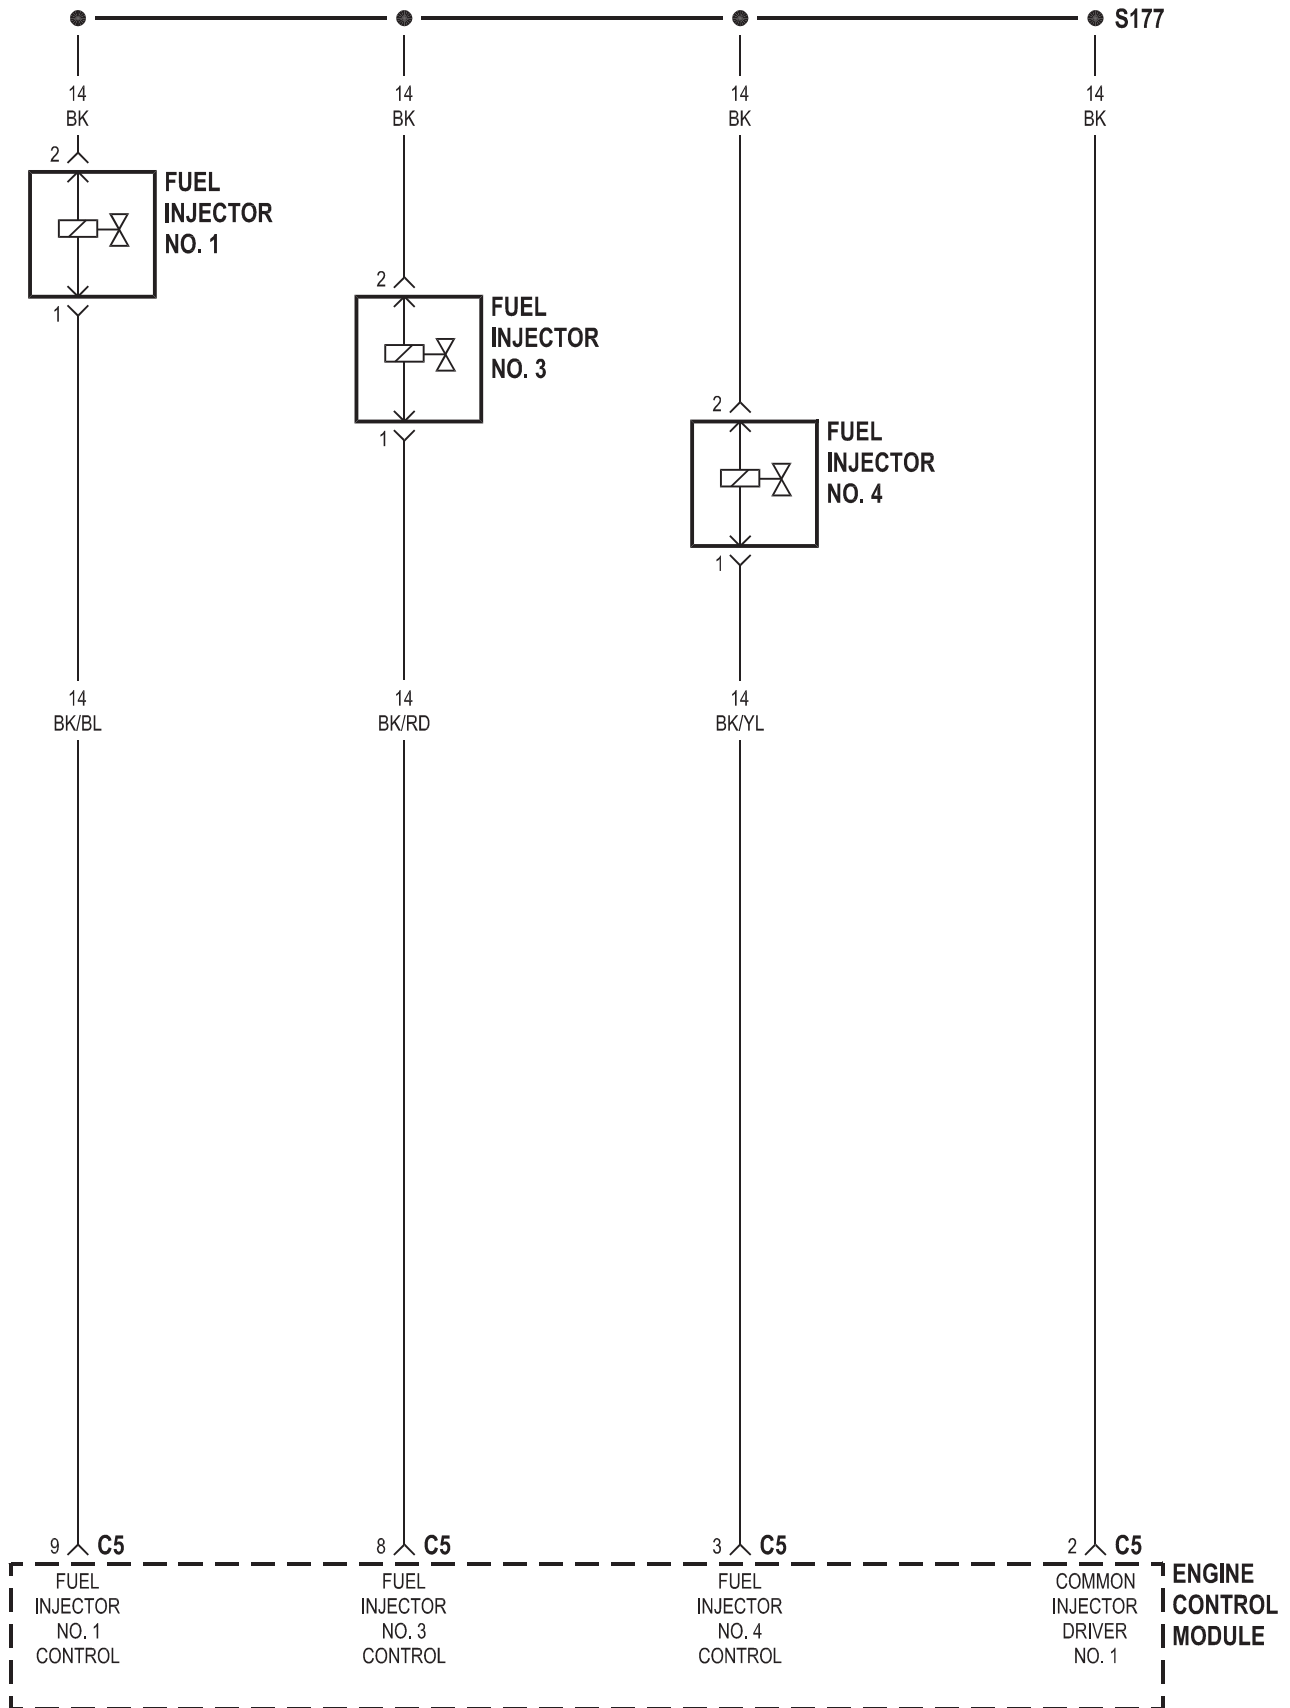 S177
14
BK
14
BK
14
BK
14
BK
2
FUEL
INJECTOR
NO. 1
1
2
FUEL
INJECTOR
NO. 3
1
2
FUEL
INJECTOR
NO. 4
1
14
BK/BL
14
BK/RD
14
BK/YL
9 C5
8 C5
3 C5
2 C5
FUEL
INJECTOR
NO. 1
CONTROL
FUEL
INJECTOR
NO. 3
CONTROL
FUEL
INJECTOR
NO. 4
CONTROL
COMMON
INJECTOR
DRIVER
NO. 1
ENGINE
CONTROL
MODULE